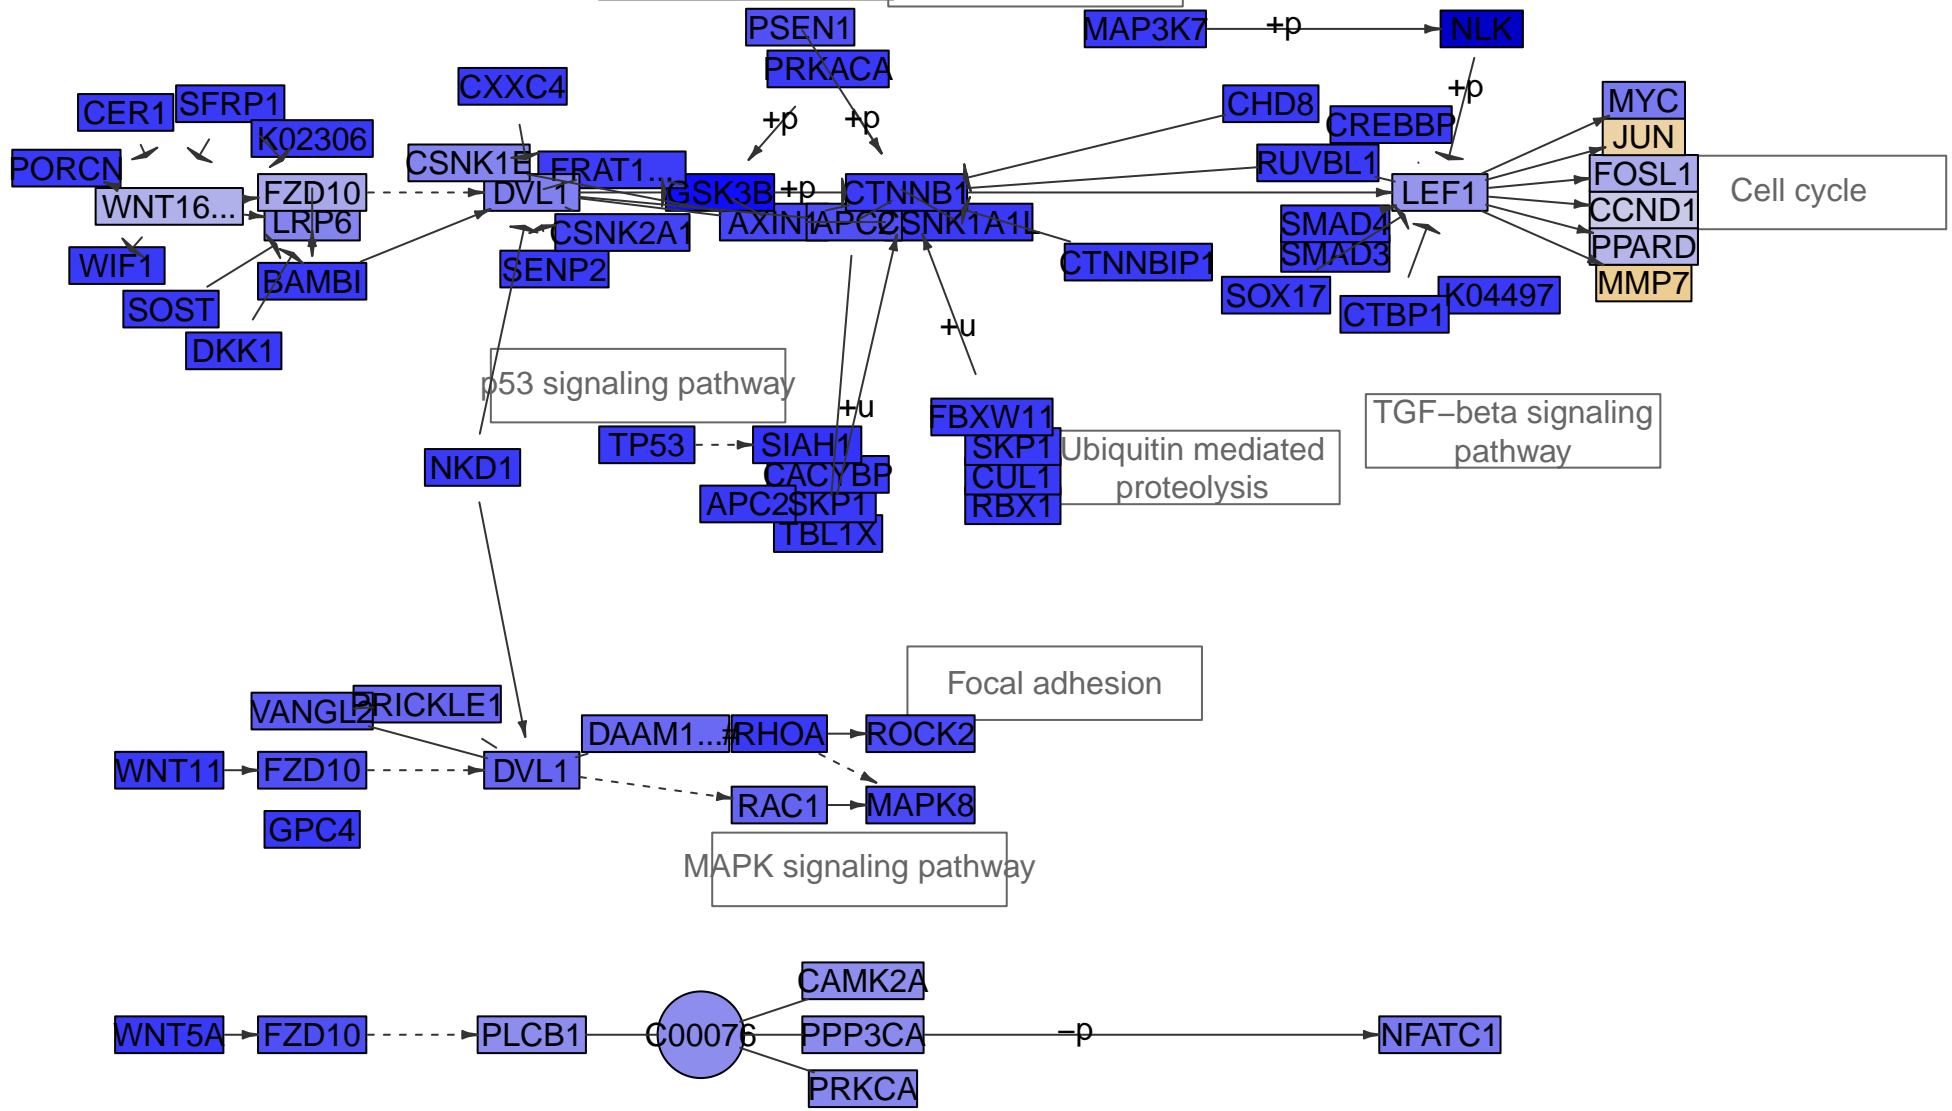 PSEN1
MAP3K7
+p
NLK
PRKACA
CXXC4
+p
MYC
CER1
SFRP1
CHD8
+p
+p
CREBBP
JUN
K02306
PORCN
CSNK1E
FRAT1...
RUVBL1
FOSL1
Cell cycle
WNT16...
FZD10
DVL1
GSK3B
+p
CTNNB1
LEF1
CCND1
LRP6
AXIN1
APC2
CSNK1A1L
SMAD4
PPARD
CSNK2A1
SMAD3
WIF1
BAMBI
SENP2
CTNNBIP1
MMP7
SOST
SOX17
K04497
CTBP1
DKK1
+u
p53 signaling pathway
+u
FBXW11
TGF−beta signaling
pathway
TP53
SIAH1
SKP1
Ubiquitin mediated
proteolysis
NKD1
CACYBP
CUL1
APC2
SKP1
RBX1
TBL1X
Focal adhesion
VANGL2
PRICKLE1
DAAM1...#
RHOA
ROCK2
WNT11
FZD10
DVL1
RAC1
MAPK8
GPC4
MAPK signaling pathway
CAMK2A
WNT5A
FZD10
PLCB1
C00076
PPP3CA
−p
NFATC1
PRKCA